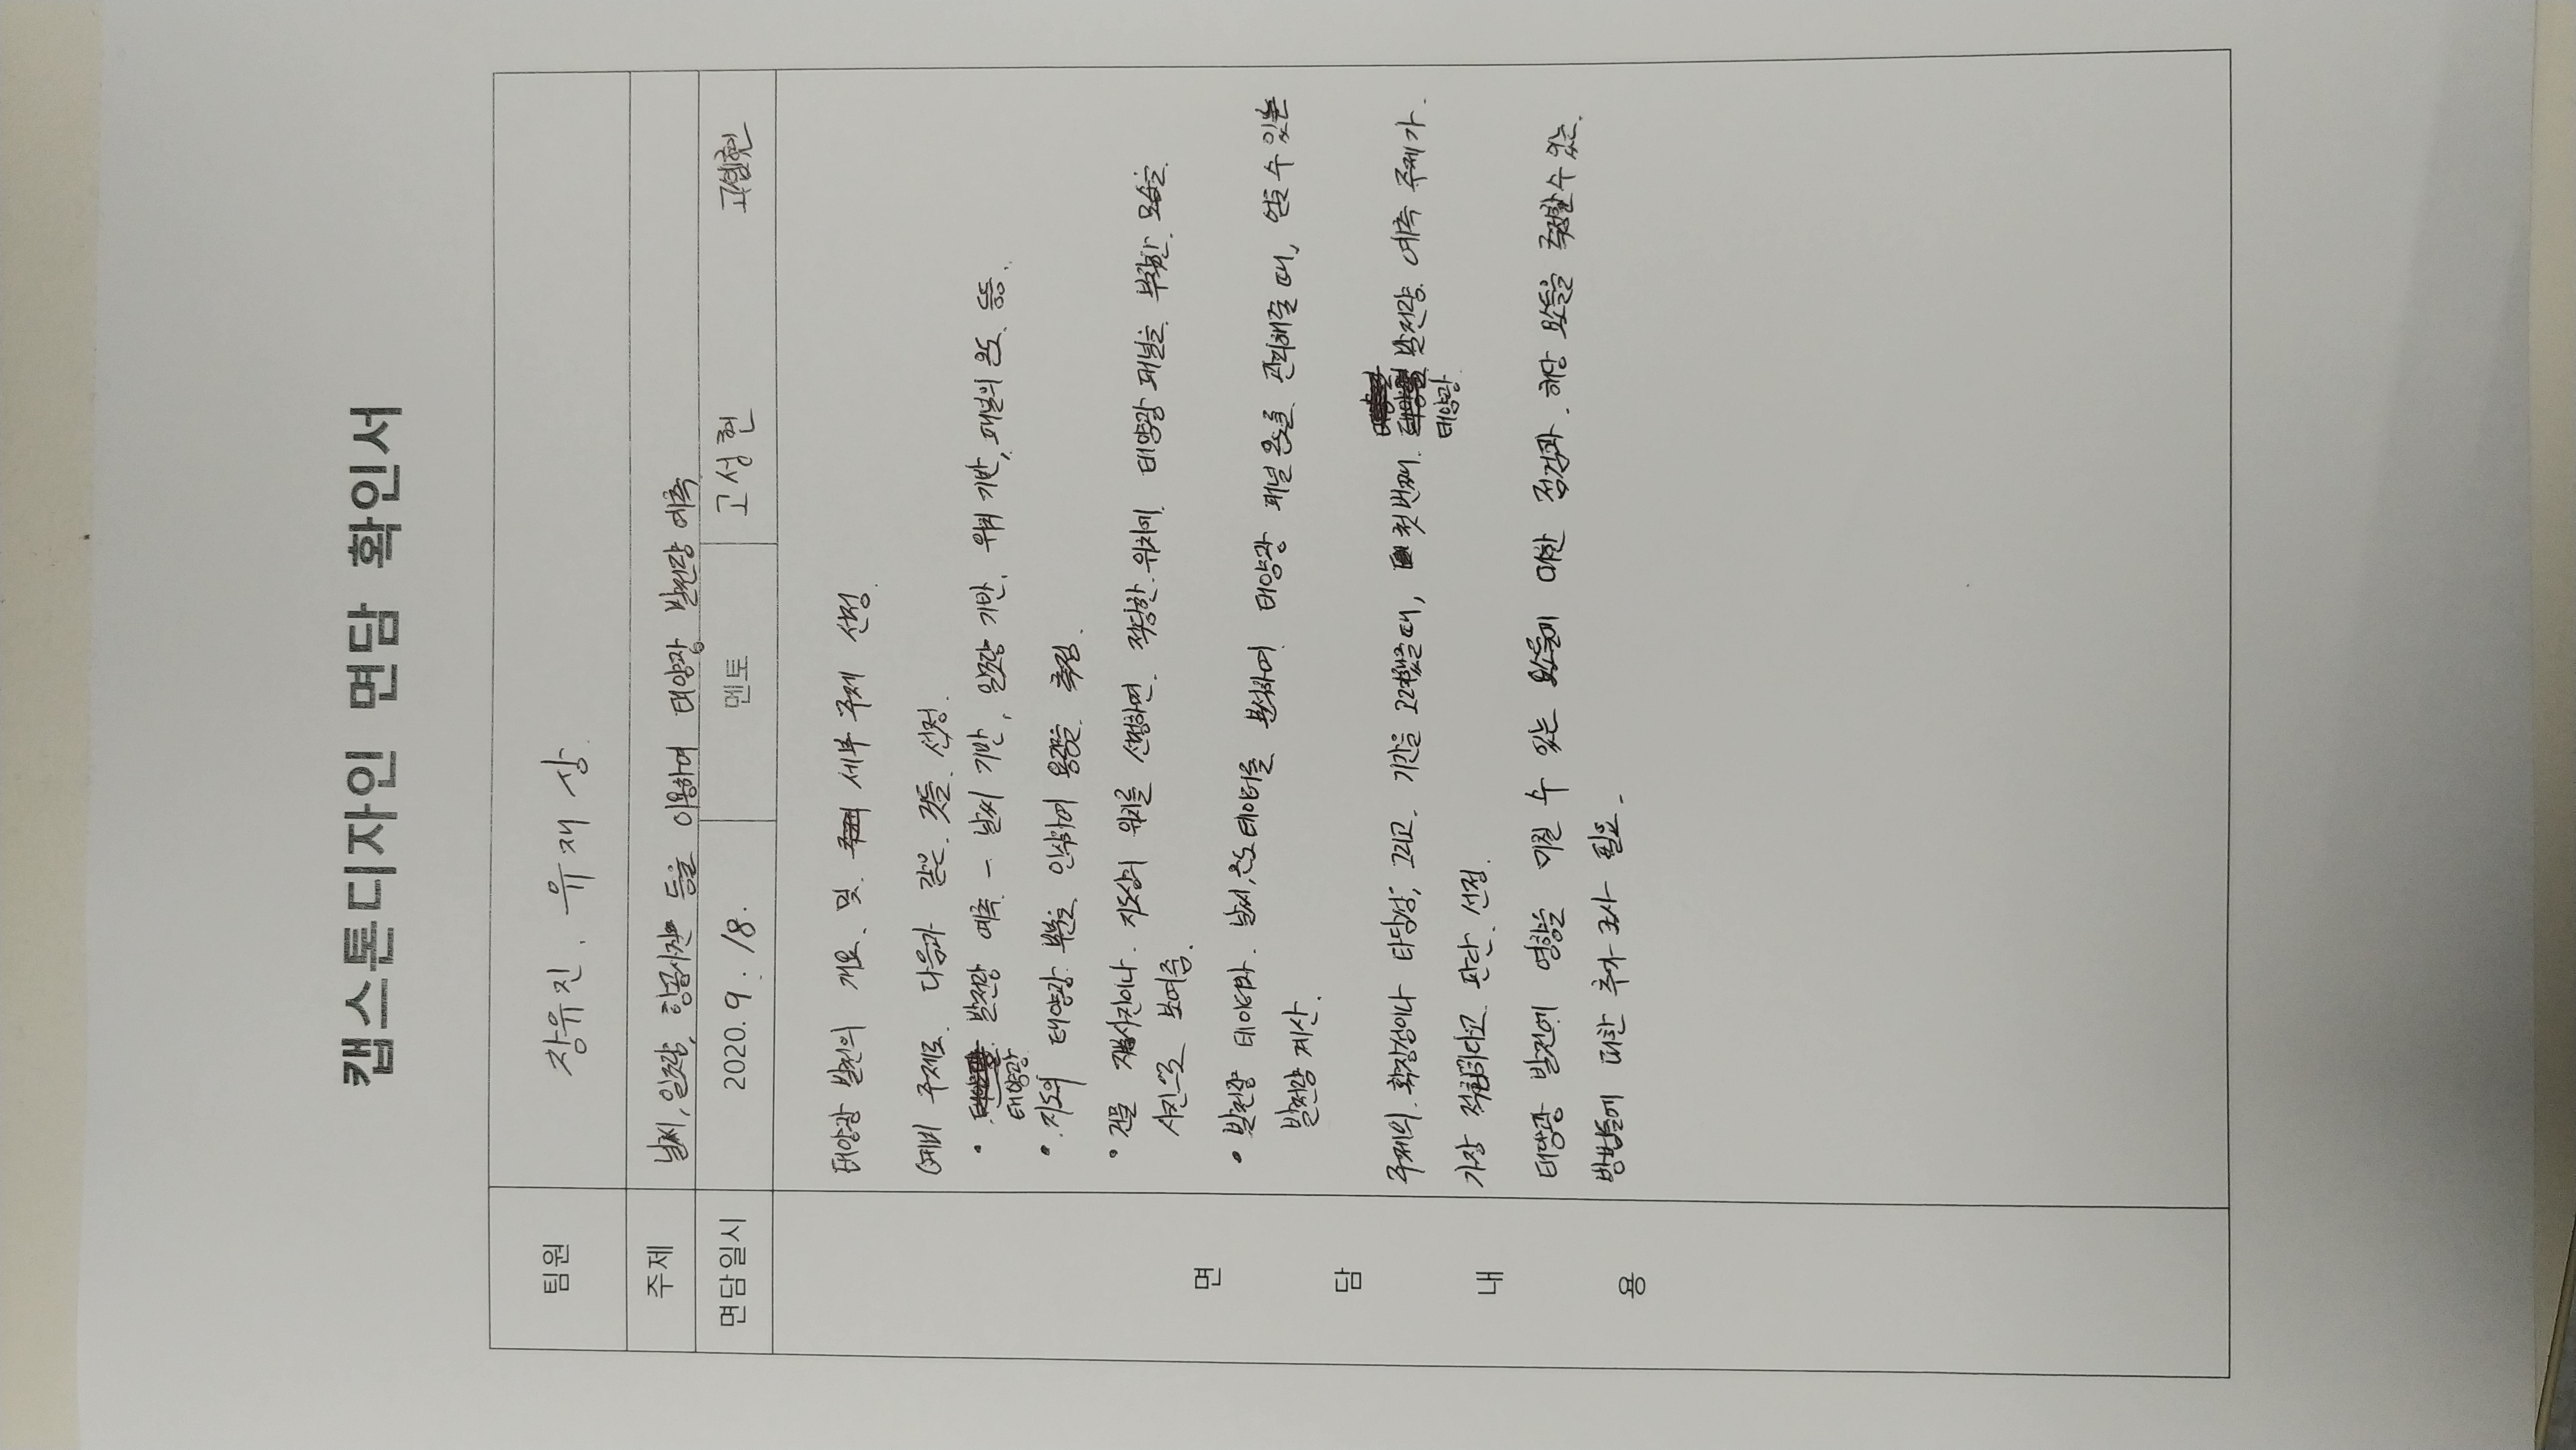 캡스톤디자인 면담 확인서
팀원 장유진, 유재상
주제 날씨, 일조량, 항공사진 등을 이용하여 태양광 발전량 예측
면담일시 2020. 9. 18. 멘토 고성현 고성현
면담내용
태양광 발전의 개요 및 세부 주제 선정.
예비 주제로 다음과 같은 것들 선정.
• 태양광 발전량 예측 - 날씨 기반, 일조량 기반, 위치 기반, 패널의 온도 등등.
• 지도의 태양광 부분을 인식하여 용량을 측정.
• 건물 사진이나 지도상의 위치를 선정하면 적당한 위치에 태양광 패널을 부착한 모습을
사진으로 보여줌.
• 발전량 데이터와 날씨, 온도 데이터를 분석하여 태양광 패널 온도를 관리해줄 때, 얻을 수 있는
발전량 계산.
주제의 확장성이나 타당성, 그리고 기간을 고려했을 때, 첫 번째 태양광 발전량 예측 주제가
가장 적합하다고 판단. 선정.
태양광 발전에 영향을 미칠 수 있는 요소들에 대한 점검과 해당 요소들을 측정할 수 있는
방법들에 대한 추가 조사 필요.